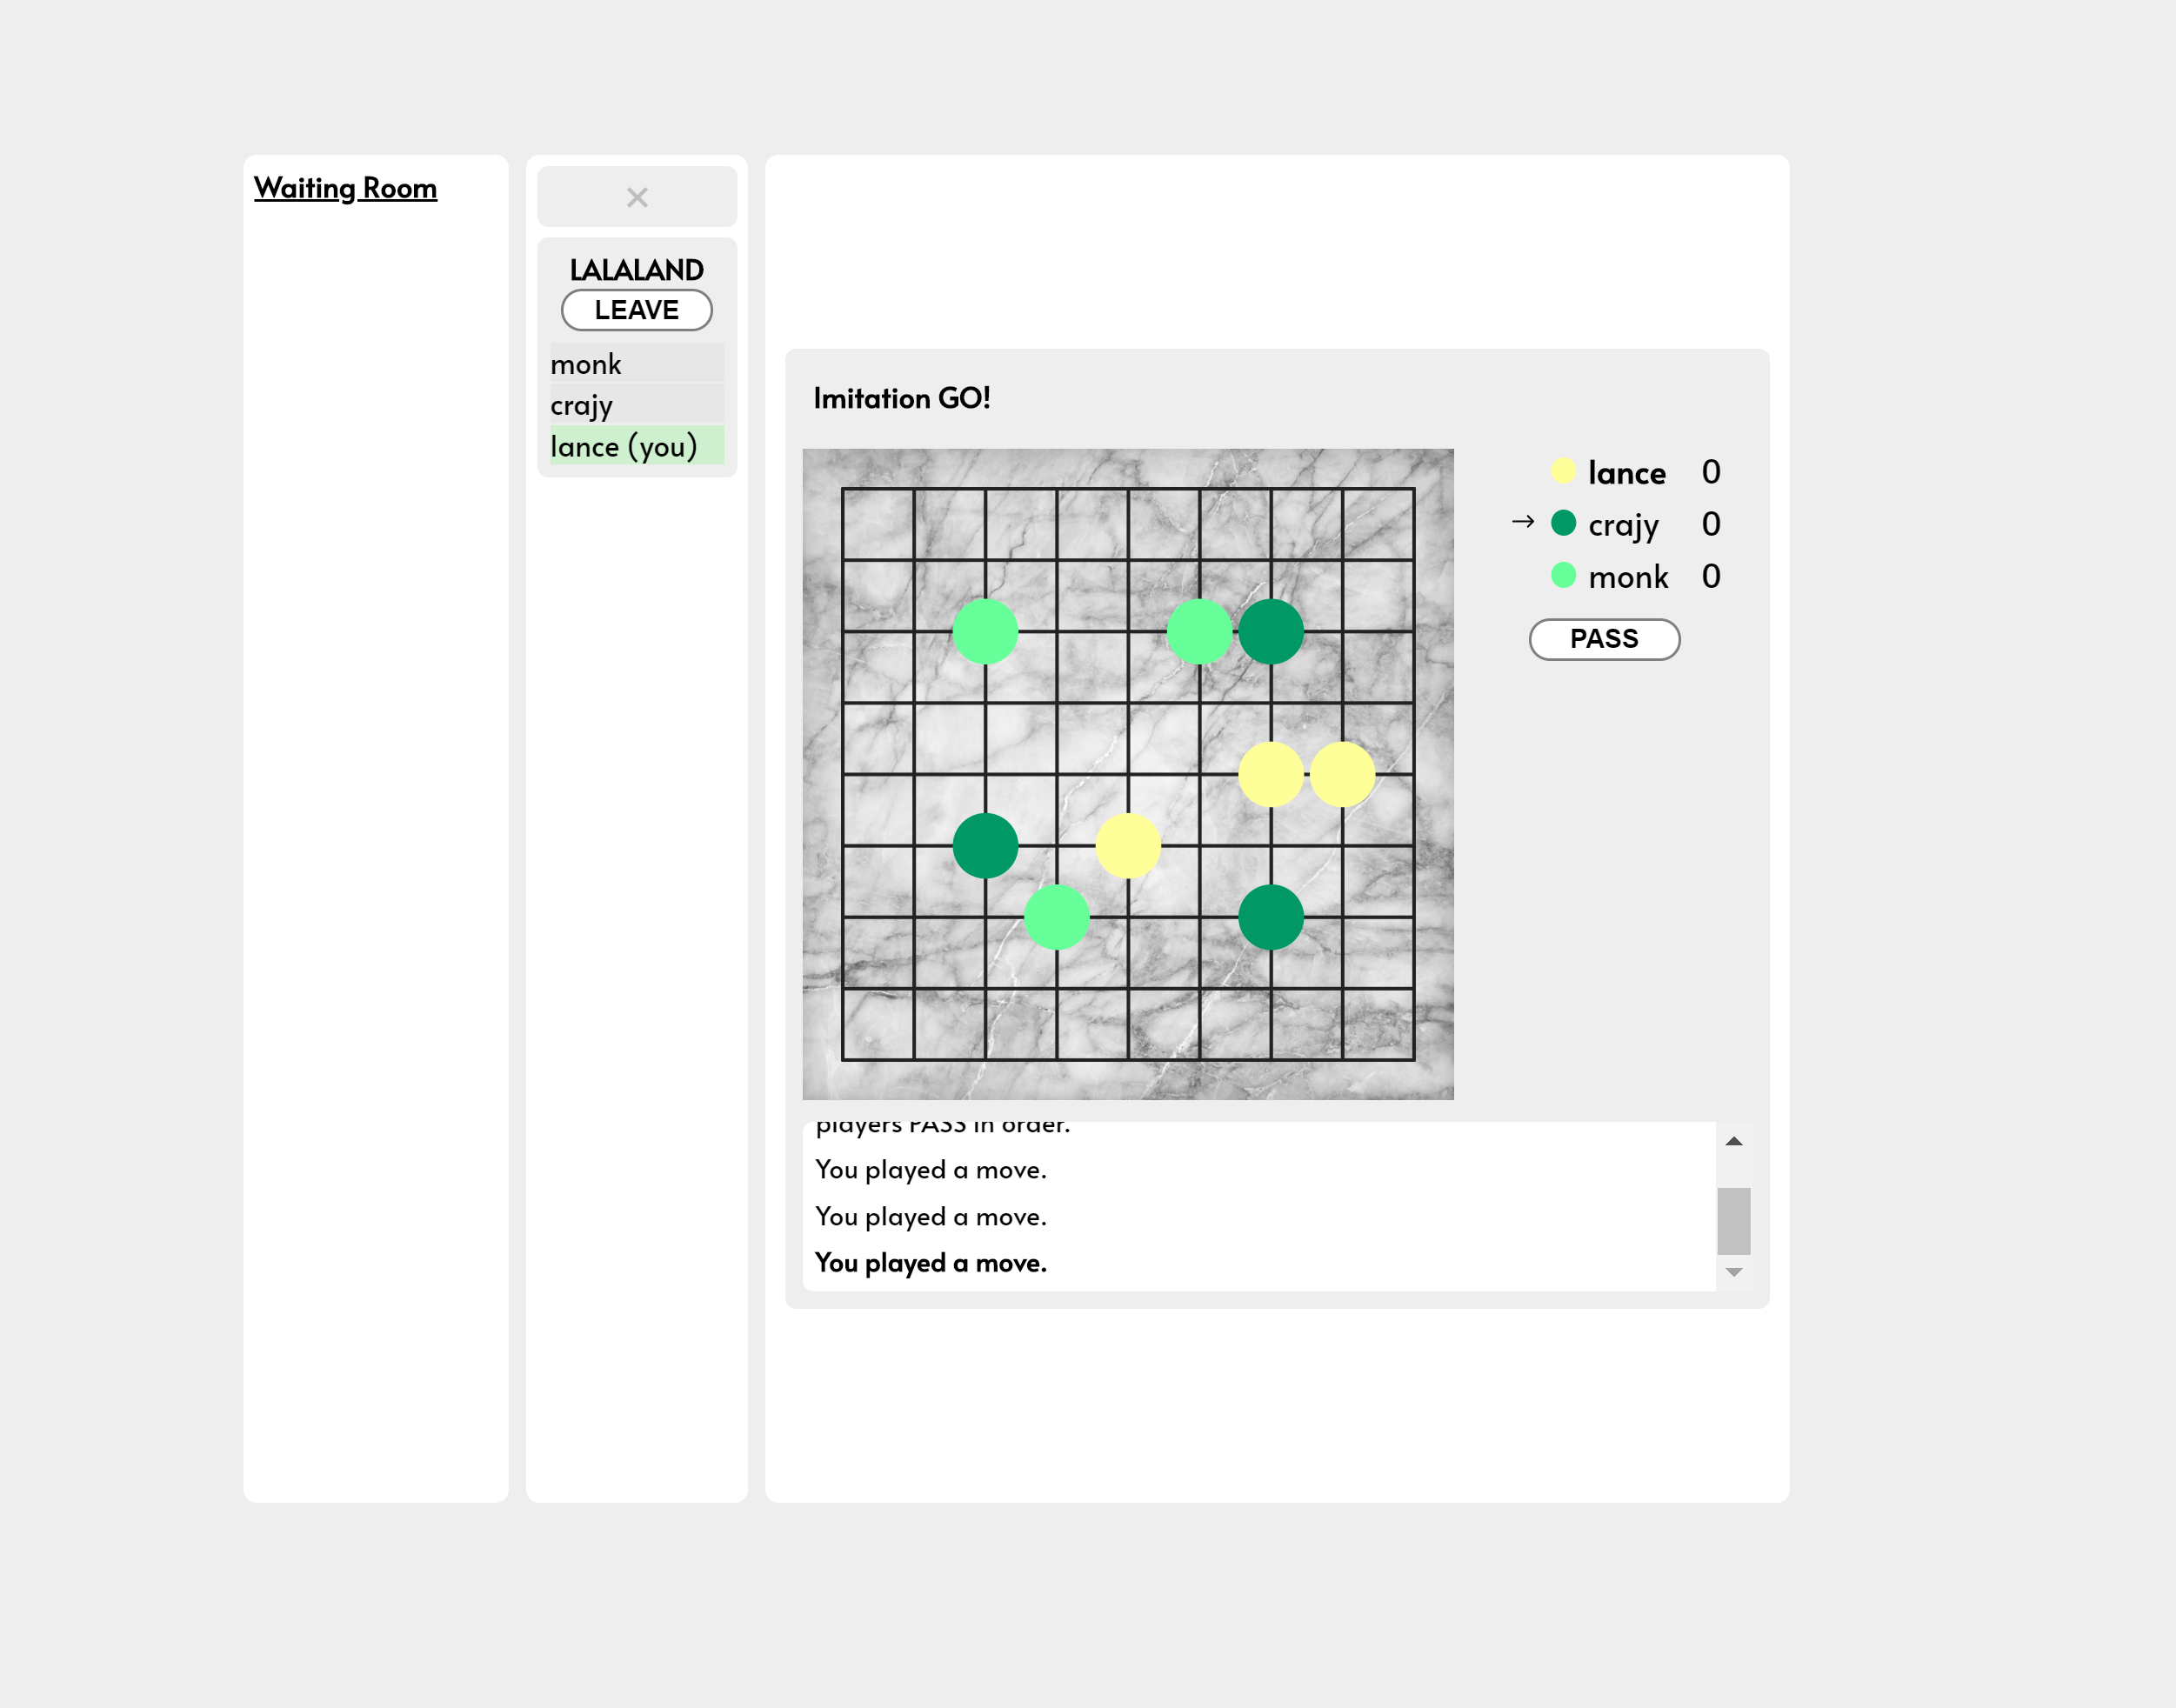 Waiting Room
×
LALALAND
LEAVE
monk
crajy
lance (you)
Imitation GO!
lance 0
→ crajy 0
monk 0
PASS
players PASS in order.
You played a move.
You played a move.
You played a move.